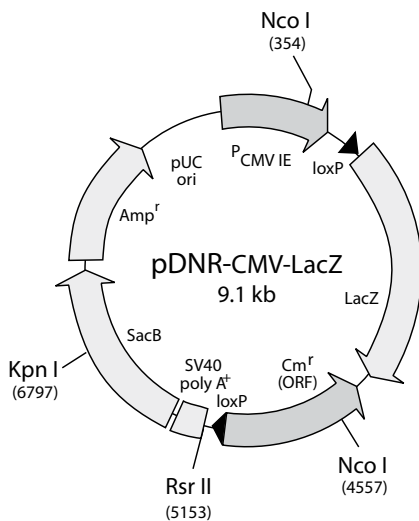 Nco I
(354)
P CMV IE
loxP
pUC
ori
Amp r
pDNR-CMV-LacZ
9.1 kb
LacZ
SacB
SV40
poly A+
loxP
Cm r
(ORF)
Kpn I
(6797)
Rsr II
(5153)
Nco I
(4557)